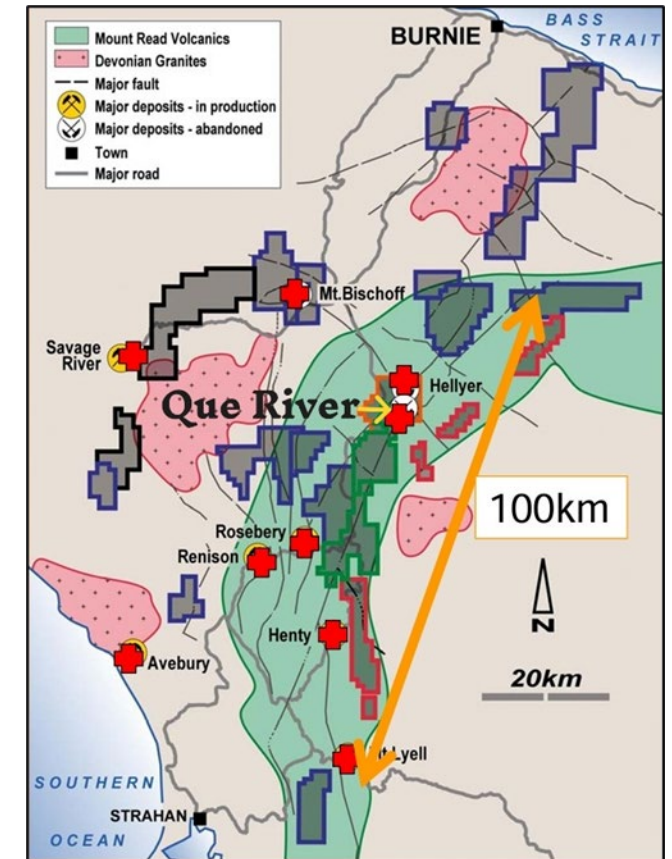 Mount Read Volcanics
Devonian Granites
Major fault
Major deposits - in production
Major deposits - abandoned
Town
Major road
BURNIE
BASS
STRAIT
Mt.Bischoff
Savage
River
Hellyer
Que River
100km
Rosebery
Renison
N
Henty
20km
Avebury
Lyell
SOUTHERN
OCEAN
STRAHAN